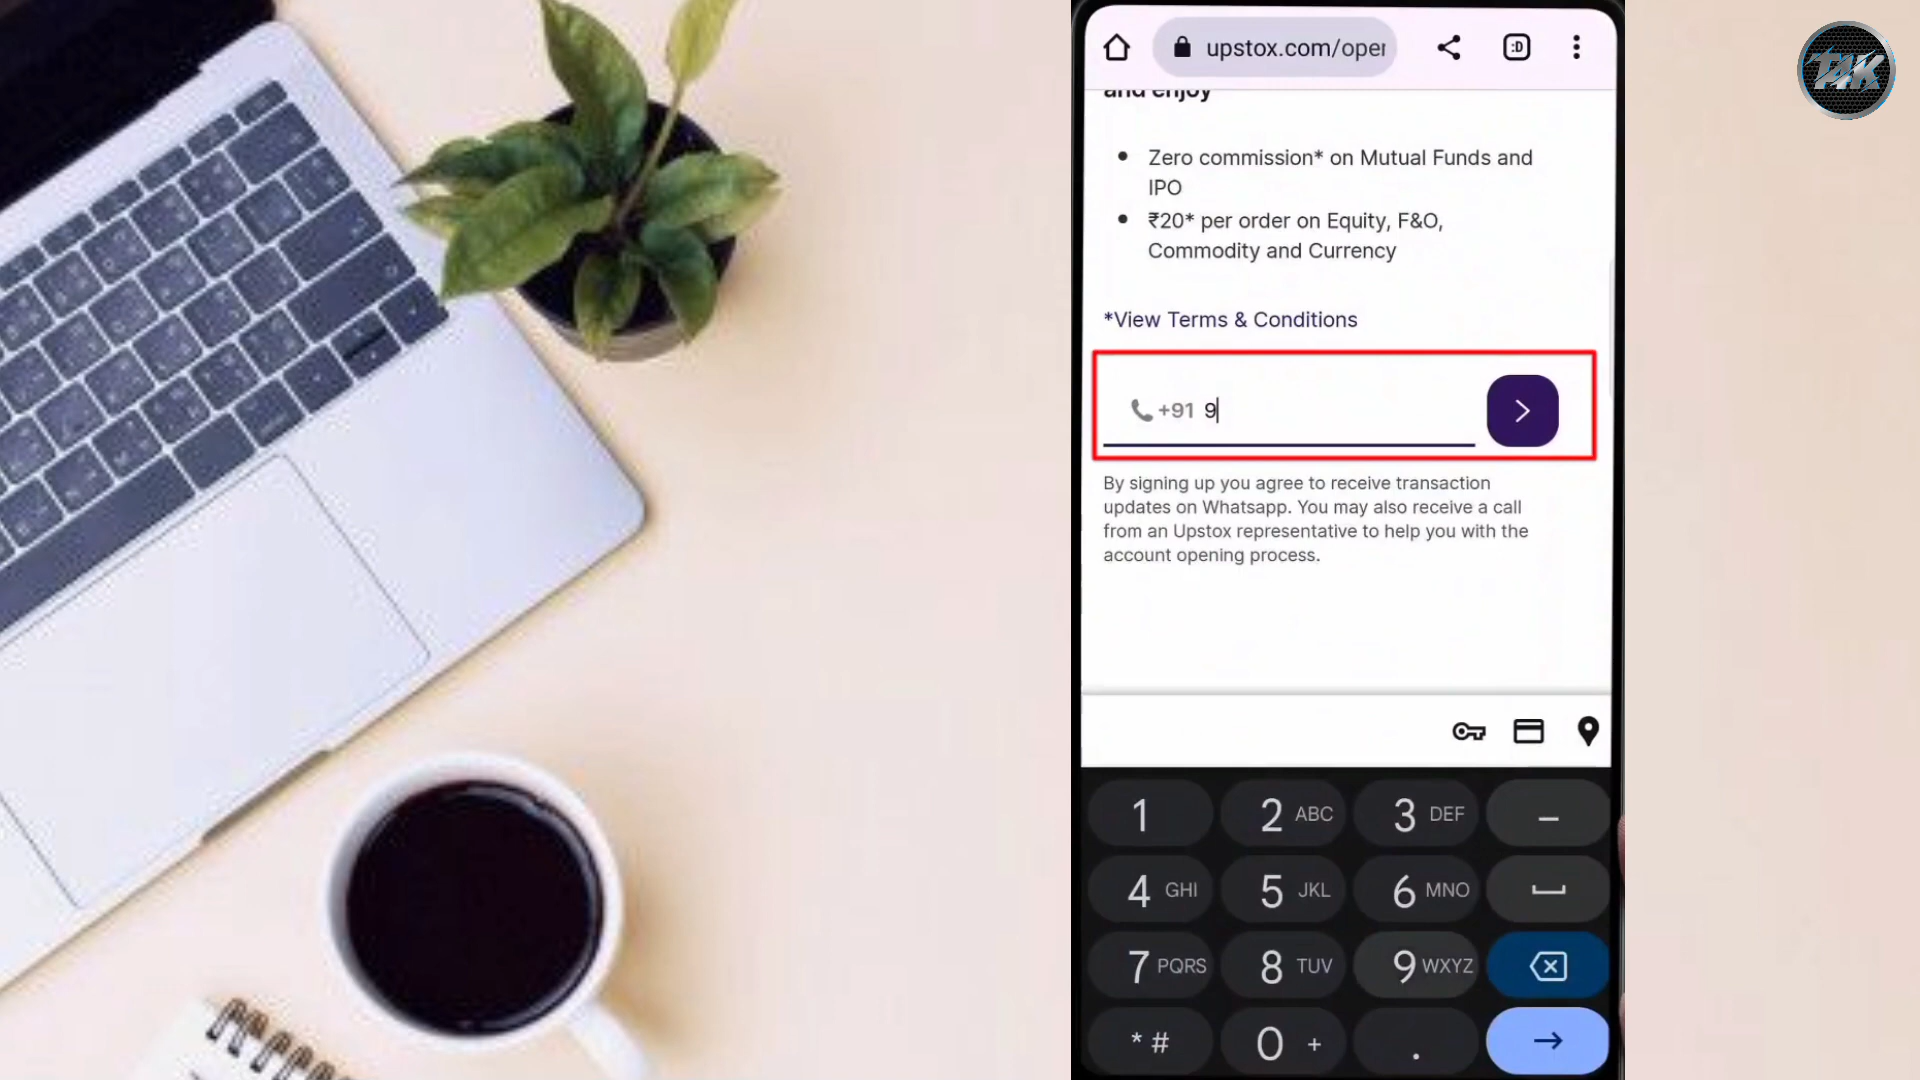 upstox.com/oper
:D
TAK
and enjoy
• Zero commission* on Mutual Funds and
IPO
• ₹20* per order on Equity, F&O,
Commodity and Currency
*View Terms & Conditions
+91 9
By signing up you agree to receive transaction
updates on Whatsapp. You may also receive a call
from an Upstox representative to help you with the
account opening process.
1 2 ABC 3 DEF –
4 GHI 5 JKL 6 MNO
7 PQRS 8 TUV 9 WXYZ
* # 0 + .